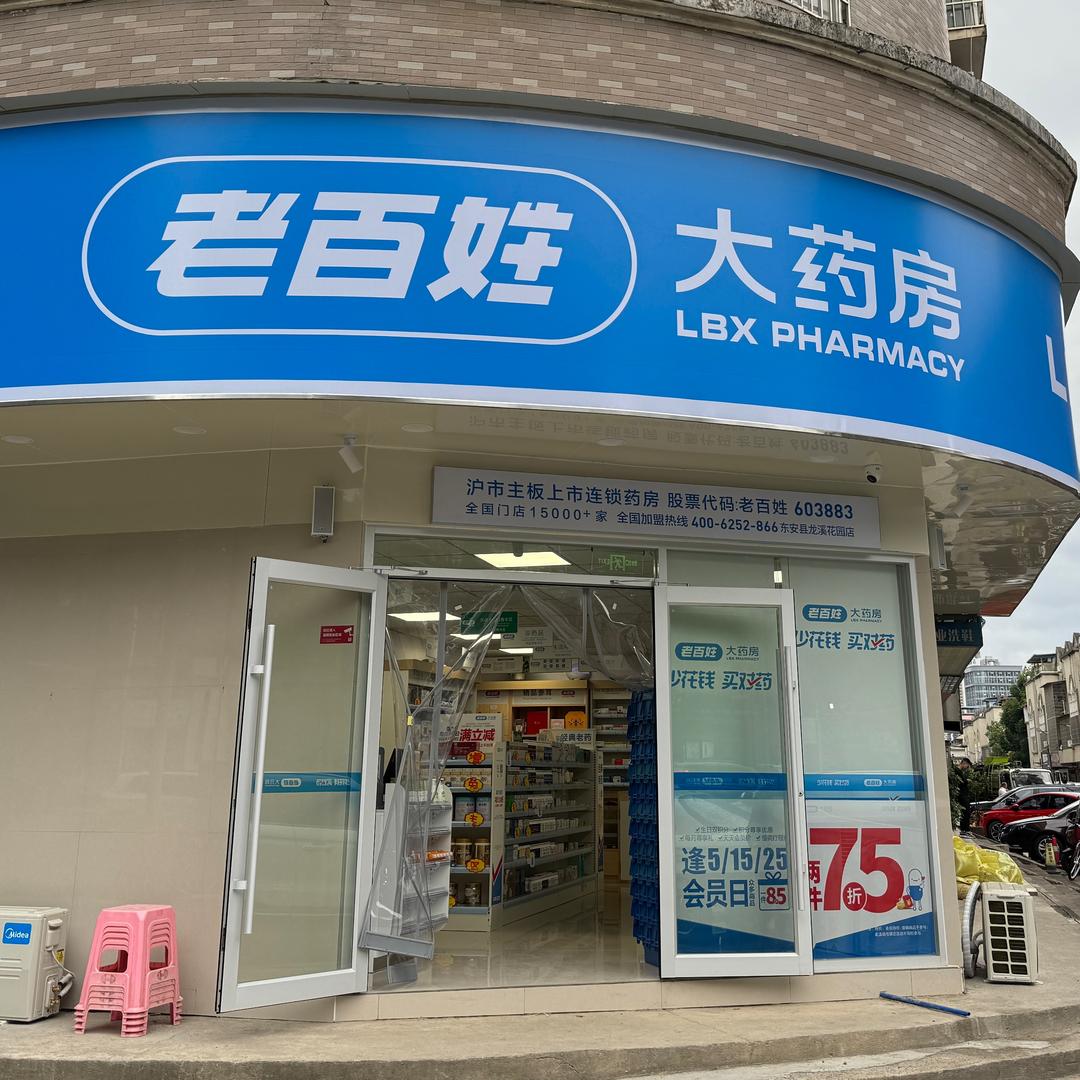 老百姓 大药房
LBX PHARMACY
L
沪市主板上市连锁药房 股票代码:老百姓 603883
全国门店15000+家 全国加盟热线 400-6252-866 东安县龙溪花园店
老百姓 大药房
LBX PHARMACY
少花钱 买对药
老百姓 大药房
少花钱 买对药
满立减
经典老药
逢5/15/25
会员日
85
两件75折
业洗鞋
Midea